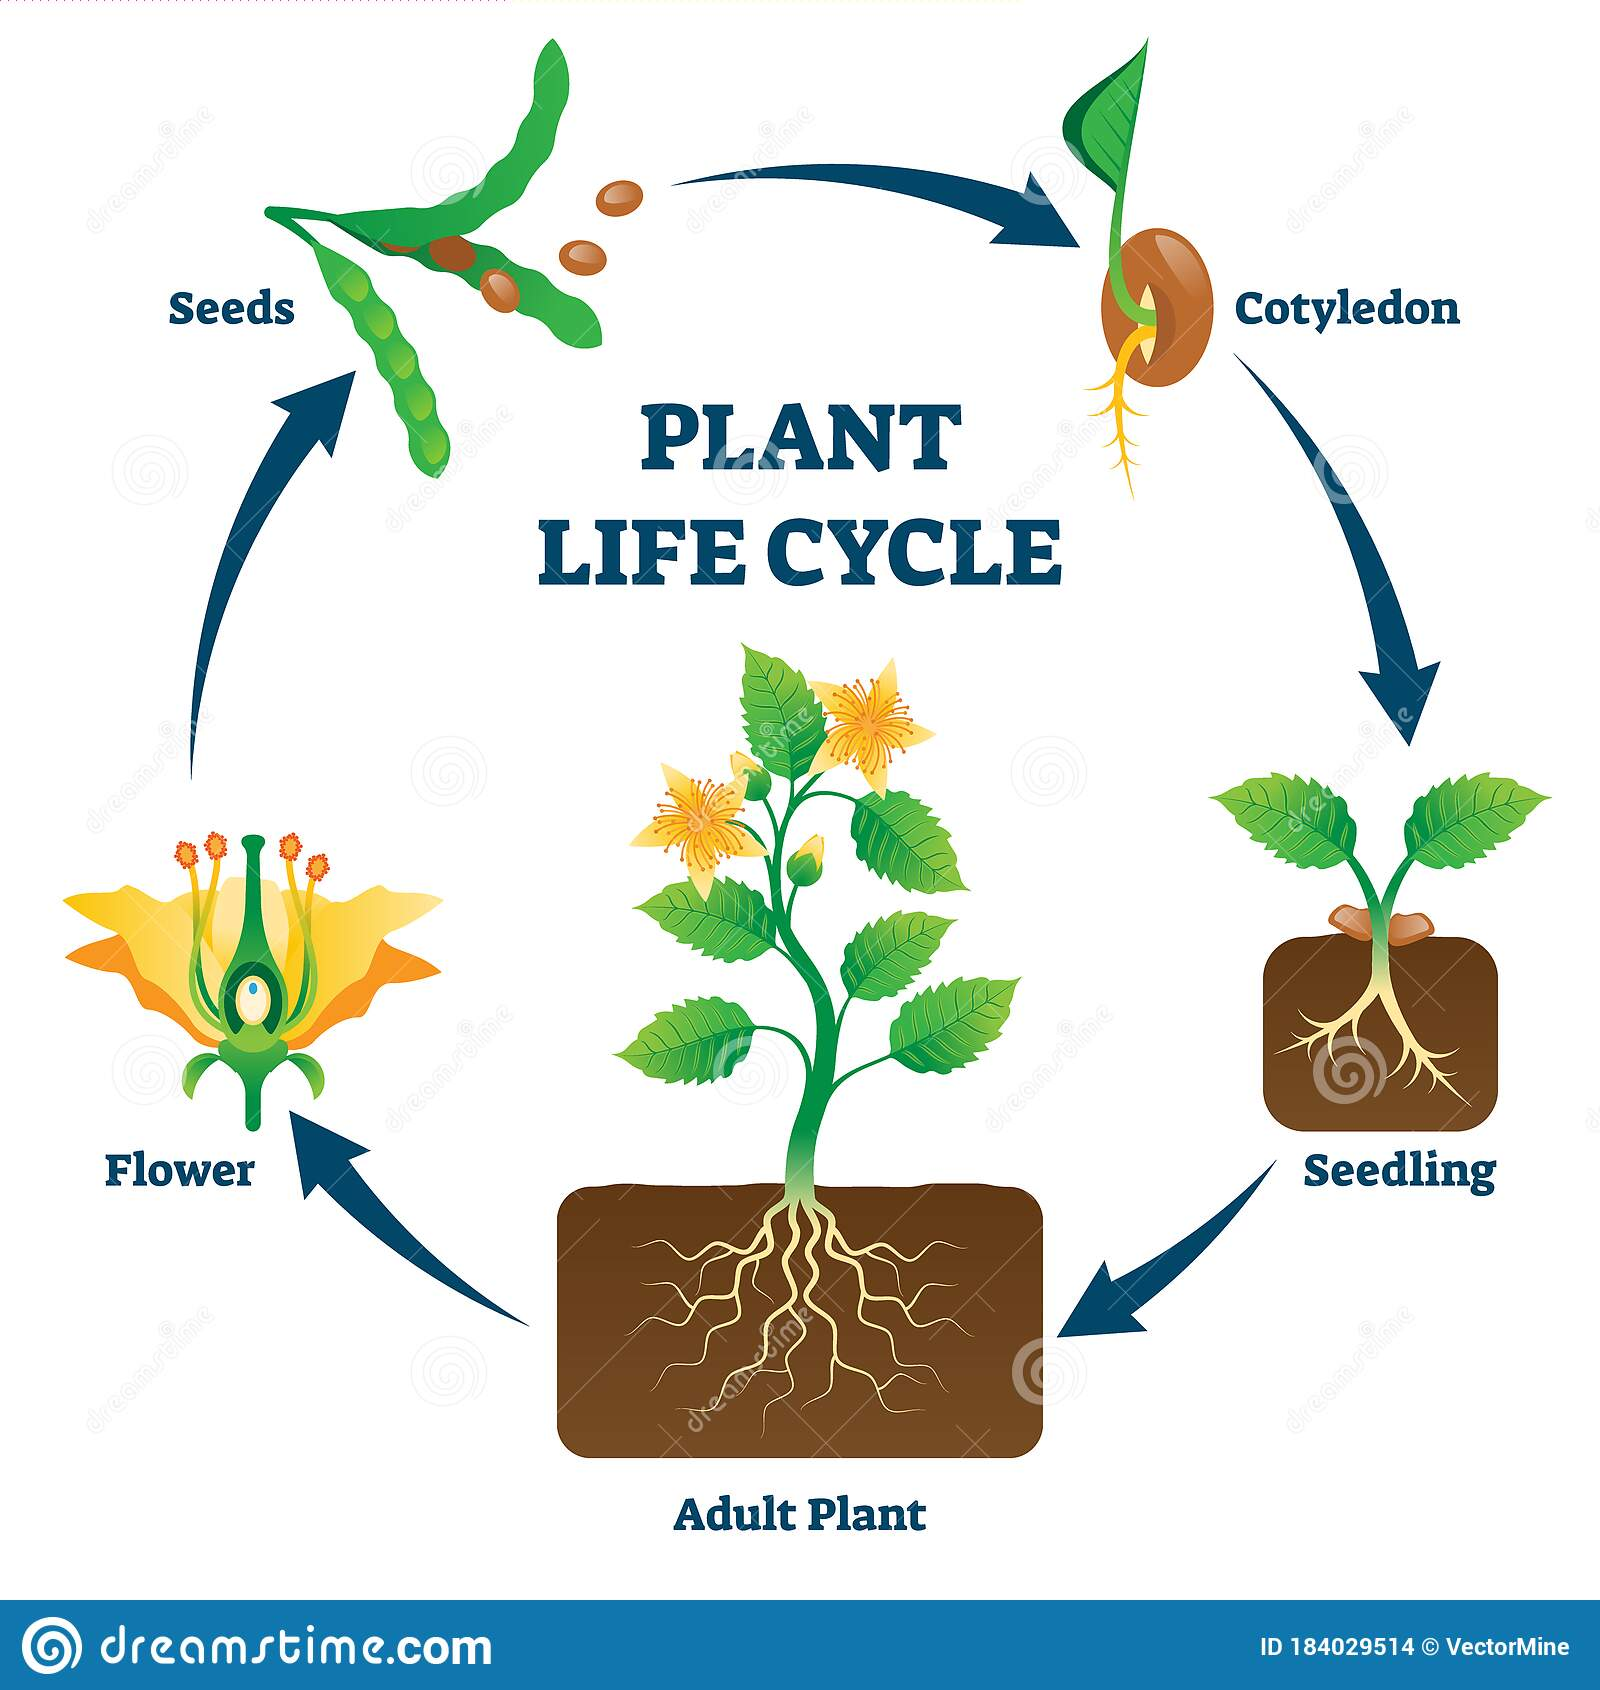 Seeds
Cotyledon
PLANT
LIFE CYCLE
Flower
Seedling
Adult Plant
dreamstime.com
ID 184029514 © VectorMine